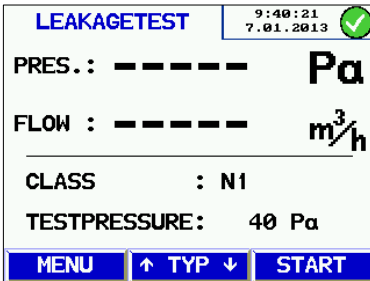 LEAKAGETEST
9:40:21
7.01.2013
PRES.: ----- Pa
FLOW : ----- m³/h
CLASS : N1
TESTPRESSURE: 40 Pa
MENU ↑ TYP ↓ START